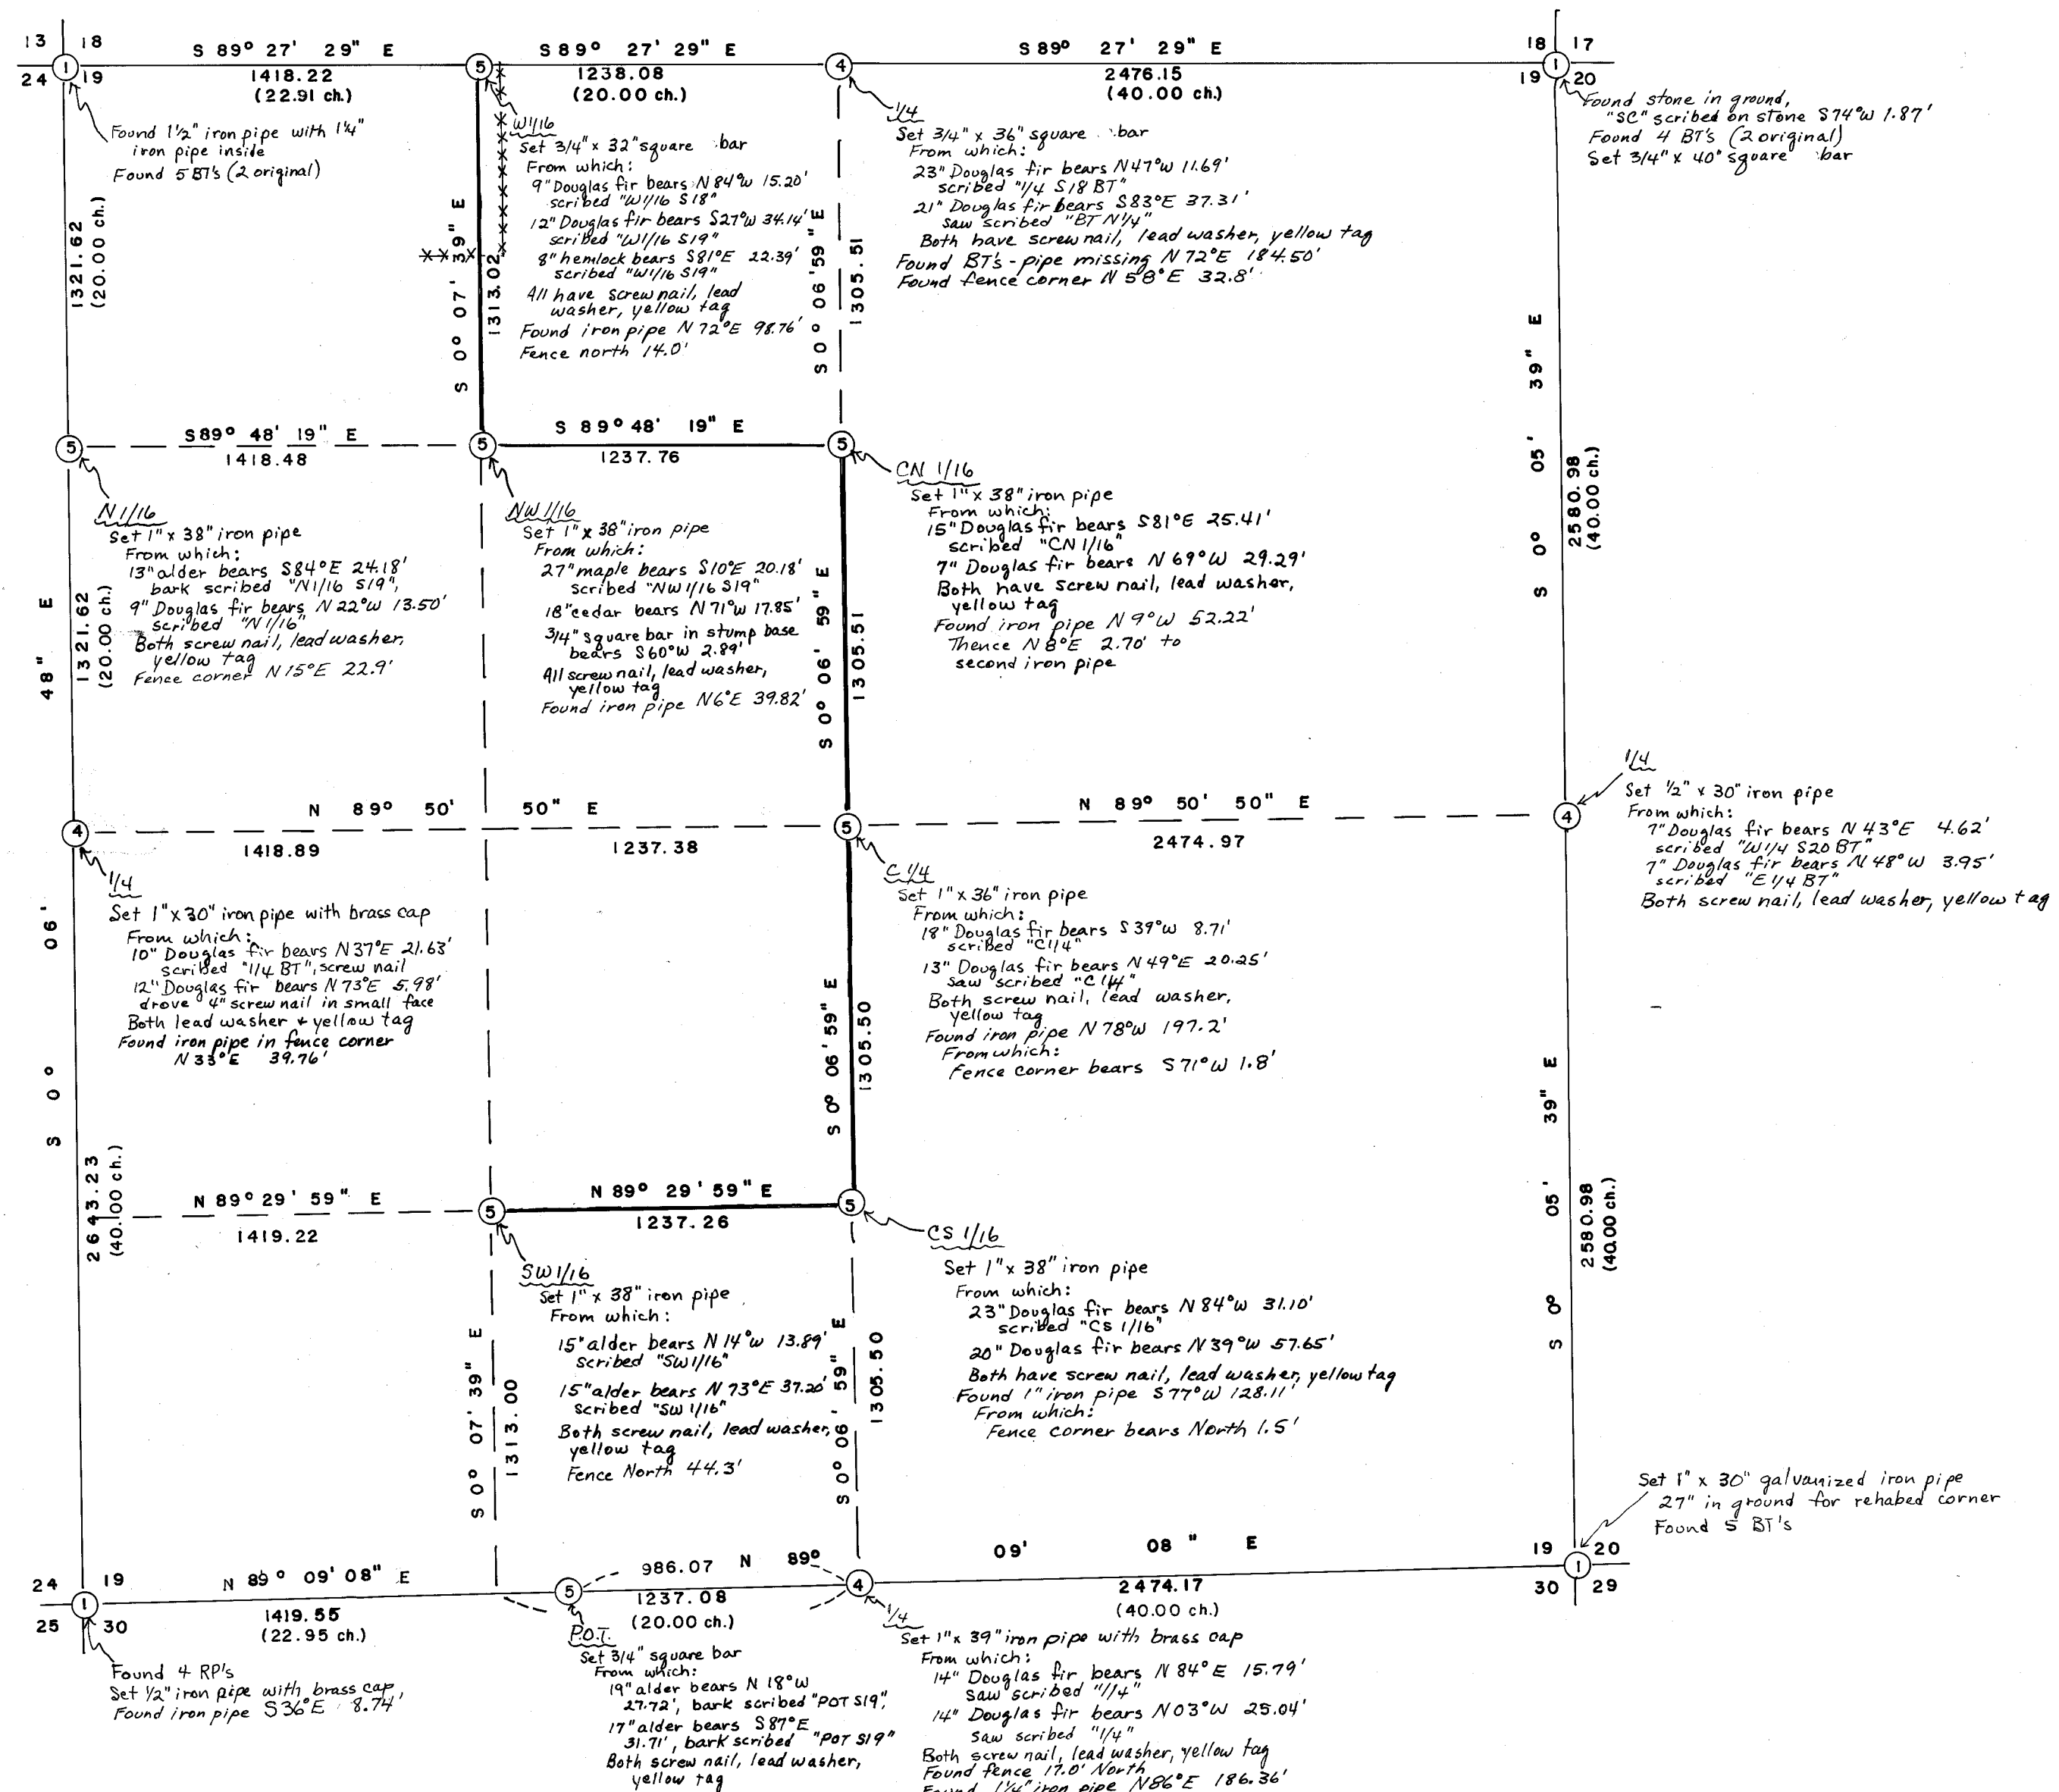 13 18
24 19
S 89° 27' 29" E
1418.22
(22.91 ch.)
S 89° 27' 29" E
1238.08
(20.00 ch.)
S 89° 27' 29" E
2476.15
(40.00 ch.)
18 17
19 20
1
5
4
1
Found 1½" iron pipe with 1¼"
iron pipe inside
Found 5 BT's (2 original)
W1/16
Set 3/4" x 32" square bar
From which:
9" Douglas fir bears N 84°W 15.20'
scribed "W1/16 S18"
12" Douglas fir bears S27°W 34.14'
scribed "W1/16 S19"
8" hemlock bears S81°E 22.39'
scribed "W1/16 S19"
All have screw nail, lead
washer, yellow tag
Found iron pipe N 72°E 98.76'
Fence north 14.0'
1/4
Set 3/4" x 36" square bar
From which:
23" Douglas fir bears N47°W 11.69'
scribed "1/4 S18 BT"
21" Douglas fir bears S83°E 37.31'
saw scribed "BT N1/4"
Both have screw nail, lead washer, yellow tag
Found BT's - pipe missing N 72°E 184.50'
Found fence corner N 58°E 32.8'
Found stone in ground,
"SC" scribed on stone S74°W 1.87'
Found 4 BT's (2 original)
Set 3/4" x 40" square bar
1321.62
(20.00 ch.)
S 0° 07' 39" E
1313.02
S 0° 06' 59" E
1305.51
S 0° 05' 39" E
2580.98
(40.00 ch.)
5
S89° 48' 19" E
1418.48
5
S 89° 48' 19" E
1237.76
5
N 1/16
Set 1" x 38" iron pipe
From which:
13" alder bears S84°E 24.18'
bark scribed "N1/16 S19",
9" Douglas fir bears N 22°W 13.50'
scribed "N1/16"
Both screw nail, lead washer,
yellow tag
Fence corner N 15°E 22.9'
NW 1/16
Set 1" x 38" iron pipe
From which:
27" maple bears S10°E 20.18'
scribed "NW1/16 S19"
18" cedar bears N 71°W 17.85'
3/4" square bar in stump base
bears S60°W 2.89'
All screw nail, lead washer,
yellow tag
Found iron pipe N6°E 39.82'
CN 1/16
Set 1" x 38" iron pipe
From which:
15" Douglas fir bears S81°E 25.41'
scribed "CN 1/16"
7" Douglas fir bears N 69°W 29.29'
Both have screw nail, lead washer,
yellow tag
Found iron pipe N 9°W 52.22'
Thence N 8°E 2.70' to
second iron pipe
1321.62
(20.00 ch.)
S 0° 06' 48" E
S 0° 06' 59" E
1305.51
4
N 89° 50' 50" E
1418.89
1237.38
5
N 89° 50' 50" E
2474.97
4
1/4
Set 1" x 30" iron pipe with brass cap
From which:
10" Douglas fir bears N37°E 21.63'
scribed "1/4 BT", screw nail
12" Douglas fir bears N73°E 5.98'
drove 4" screw nail in small face
Both lead washer + yellow tag
Found iron pipe in fence corner
N 33°E 39.76'
C 1/4
Set 1" x 36" iron pipe
From which:
18" Douglas fir bears S 39°W 8.71'
scribed "C1/4"
13" Douglas fir bears N49°E 20.25'
Saw scribed "C 1/4"
Both screw nail, lead washer,
yellow tag
Found iron pipe N 78°W 197.2'
From which:
Fence corner bears S 71°W 1.8'
1/4
Set ½" x 30" iron pipe
From which:
7" Douglas fir bears N 43°E 4.62'
scribed "W1/4 S20 BT"
7" Douglas fir bears N 48°W 3.95'
scribed "E 1/4 BT"
Both screw nail, lead washer, yellow tag
2643.23
(40.00 ch.)
S 0° 06' 59" E
1305.50
S 0° 05' 39" E
2580.98
(40.00 ch.)
N 89° 29' 59" E
1419.22
5
N 89° 29' 59" E
1237.26
5
SW 1/16
Set 1" x 38" iron pipe
From which:
15" alder bears N 14°W 13.89'
scribed "SW1/16"
15" alder bears N 73°E 37.20'
scribed "SW 1/16"
Both screw nail, lead washer,
yellow tag
Fence North 44.3'
CS 1/16
Set 1" x 38" iron pipe
From which:
23" Douglas fir bears N 84°W 31.10'
scribed "CS 1/16"
20" Douglas fir bears N 39°W 57.65'
Both have screw nail, lead washer, yellow tag
Found 1" iron pipe S 77°W 128.11'
From which:
Fence corner bears North 1.5'
S 0° 07' 39" E
1313.00
S 0° 06' 59" E
1305.50
Set 1" x 30" galvanized iron pipe
27" in ground for rehabed corner
Found 5 BT's
24 19
25 30
1
N 89° 09' 08" E
1419.55
(22.95 ch.)
5
986.07
1237.08
(20.00 ch.)
4
N 89° 09' 08" E
2474.17
(40.00 ch.)
1
19 20
30 29
Found 4 RP's
Set ½" iron pipe with brass cap,
Found iron pipe S36°E 8.74'
P.O.T.
Set 3/4" square bar
From which:
19" alder bears N 18°W
27.72', bark scribed "POT S19",
17" alder bears S87°E
31.71', bark scribed "POT S19"
Both screw nail, lead washer,
yellow tag
1/4
Set 1" x 39" iron pipe with brass cap
From which:
14" Douglas fir bears N 84°E 15.79'
Saw scribed "1/4"
14" Douglas fir bears N03°W 25.04'
Saw scribed "1/4"
Both screw nail, lead washer, yellow tag
Found fence 17.0' North
Found 1¼" iron pipe N86°E 186.36'